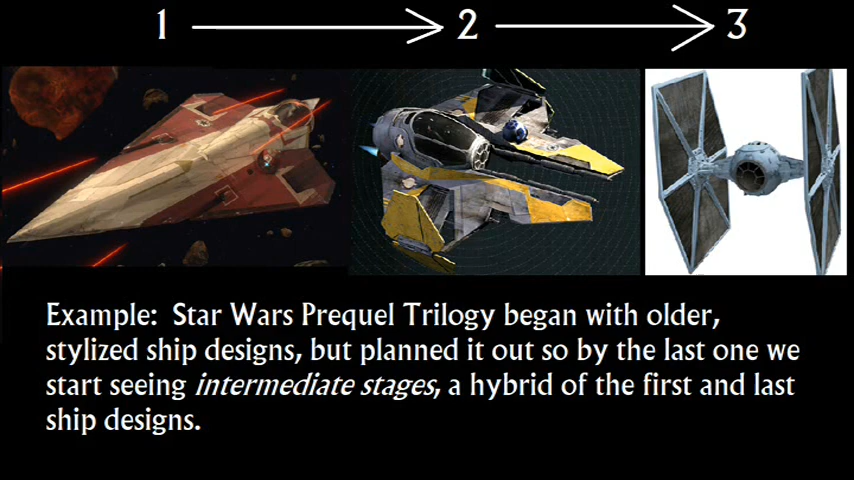 1 2 3
Example: Star Wars Prequel Trilogy began with older,
stylized ship designs, but planned it out so by the last one we
start seeing intermediate stages, a hybrid of the first and last
ship designs.